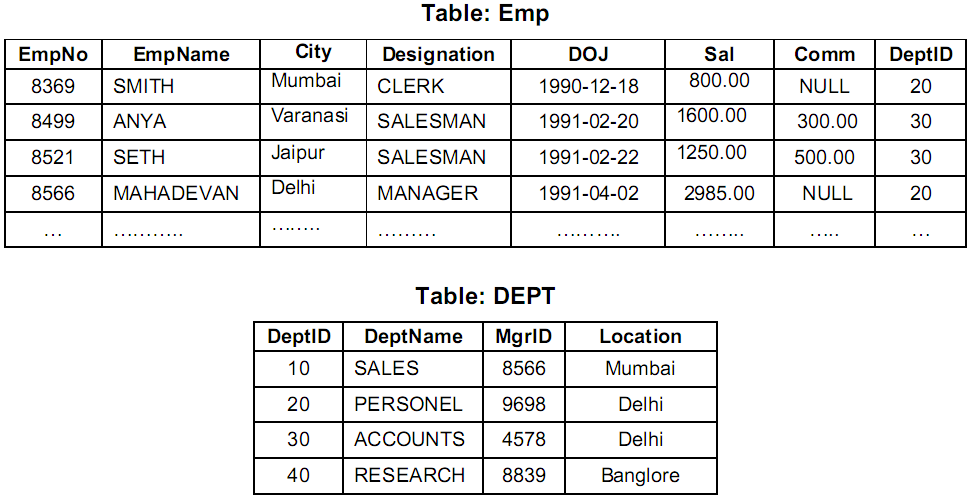 Table: Emp
EmpNo EmpName City Designation DOJ Sal Comm DeptID
8369 SMITH Mumbai CLERK 1990-12-18 800.00 NULL 20
8499 ANYA Varanasi SALESMAN 1991-02-20 1600.00 300.00 30
8521 SETH Jaipur SALESMAN 1991-02-22 1250.00 500.00 30
8566 MAHADEVAN Delhi MANAGER 1991-04-02 2985.00 NULL 20
... ........... ........ ......... .......... ........ ..... ...
Table: DEPT
DeptID DeptName MgrID Location
10 SALES 8566 Mumbai
20 PERSONEL 9698 Delhi
30 ACCOUNTS 4578 Delhi
40 RESEARCH 8839 Banglore